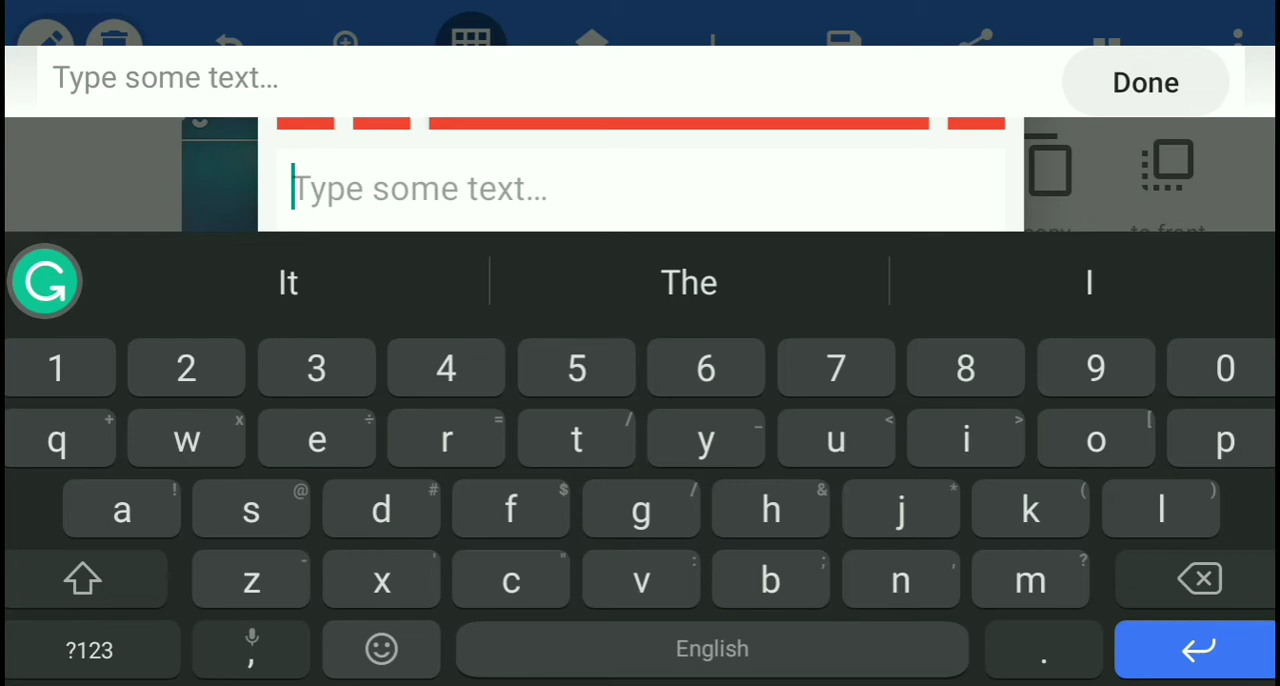 Type some text...
Done
Type some text...
It The I
1 2 3 4 5 6 7 8 9 0
+ x ÷ = / _ < > [
q w e r t y u i o p
! @ # $ / & * ( )
a s d f g h j k l
- ' " : ; , ?
z x c v b n m
?123 , English .